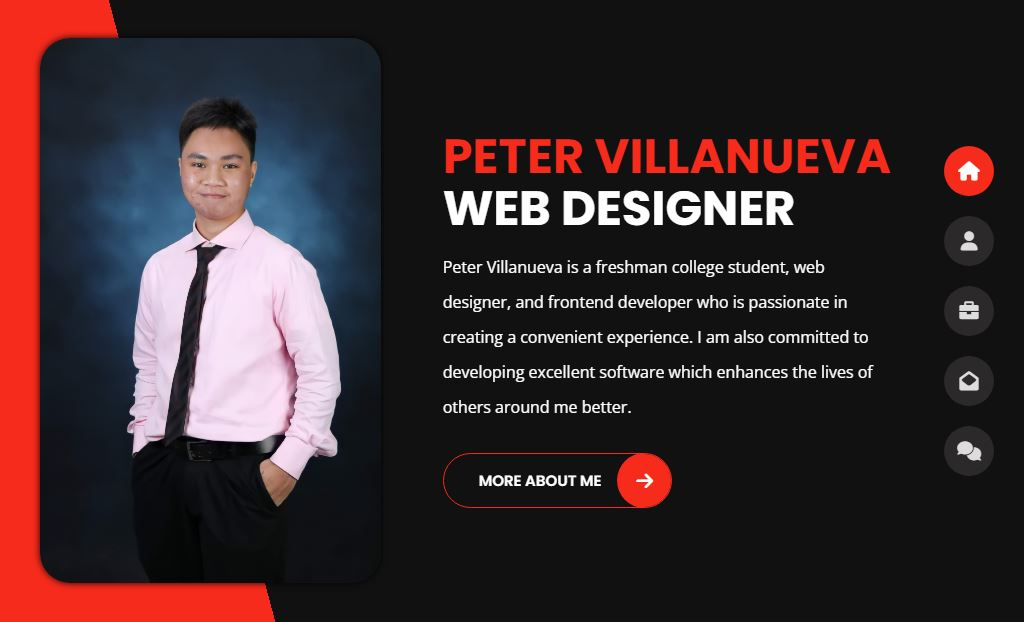 PETER VILLANUEVA
WEB DESIGNER
Peter Villanueva is a freshman college student, web
designer, and frontend developer who is passionate in
creating a convenient experience. I am also committed to
developing excellent software which enhances the lives of
others around me better.
MORE ABOUT ME